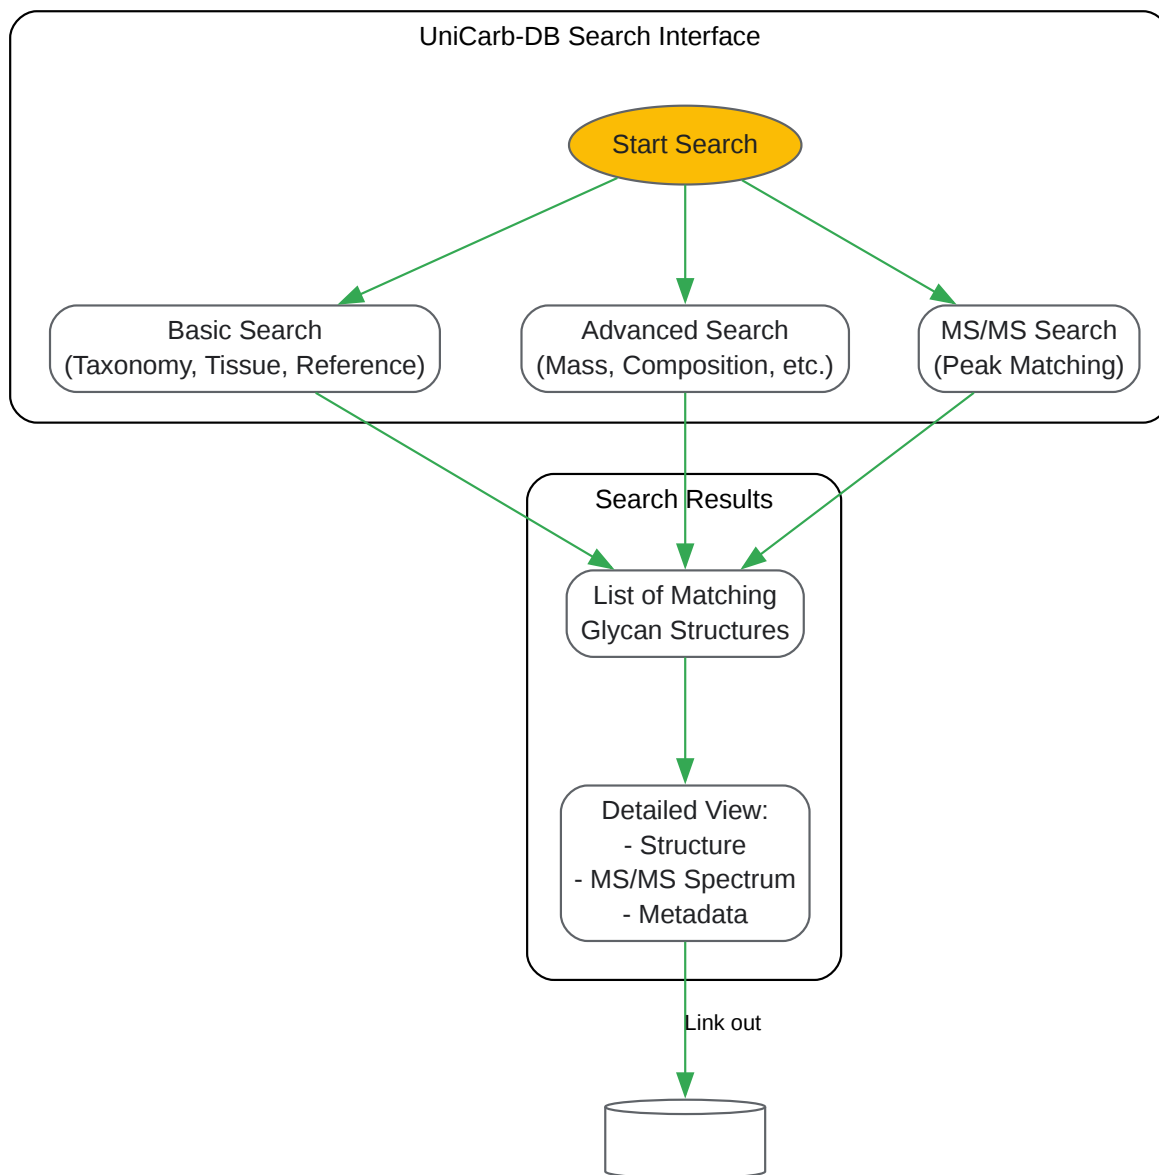 UniCarb-DB Search Interface
Start Search
Basic Search
(Taxonomy, Tissue, Reference)
Advanced Search
(Mass, Composition, etc.)
MS/MS Search
(Peak Matching)
Search Results
List of Matching
Glycan Structures
Detailed View:
- Structure
- MS/MS Spectrum
- Metadata
Link out